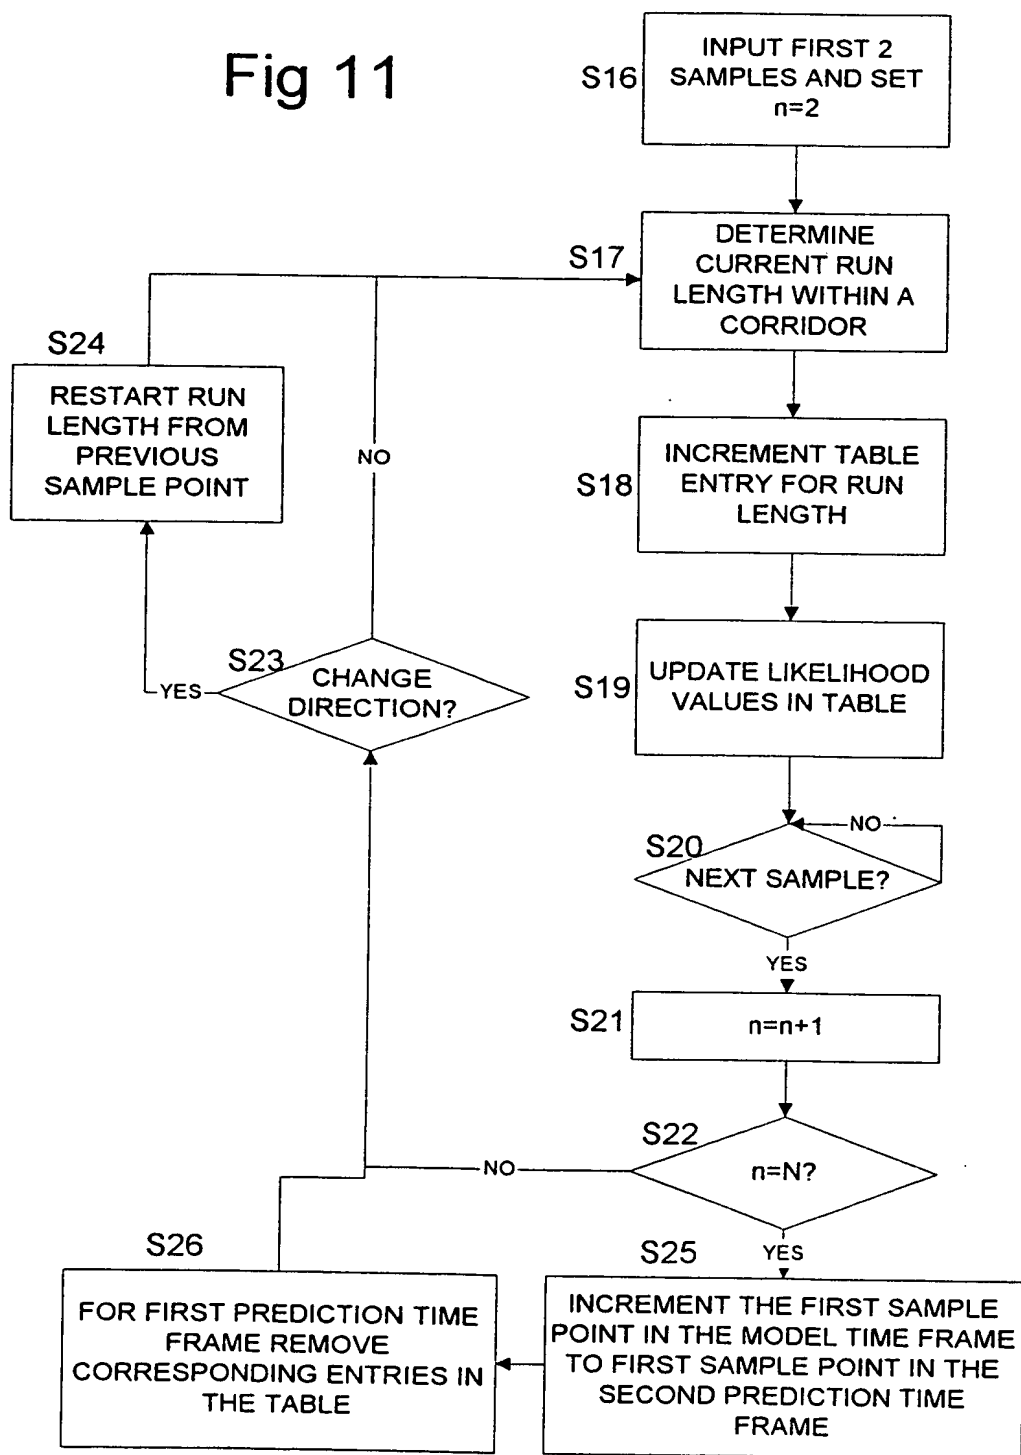 Fig 11
S16
INPUT FIRST 2
SAMPLES AND SET
n=2
S17
DETERMINE
CURRENT RUN
LENGTH WITHIN A
CORRIDOR
S24
RESTART RUN
LENGTH FROM
PREVIOUS
SAMPLE POINT
NO
S18
INCREMENT TABLE
ENTRY FOR RUN
LENGTH
S23
CHANGE
DIRECTION?
YES
S19
UPDATE LIKELIHOOD
VALUES IN TABLE
NO
S20
NEXT SAMPLE?
YES
S21
n=n+1
S22
n=N?
NO
YES
S26
FOR FIRST PREDICTION TIME
FRAME REMOVE
CORRESPONDING ENTRIES IN
THE TABLE
S25
INCREMENT THE FIRST SAMPLE
POINT IN THE MODEL TIME FRAME
TO FIRST SAMPLE POINT IN THE
SECOND PREDICTION TIME
FRAME